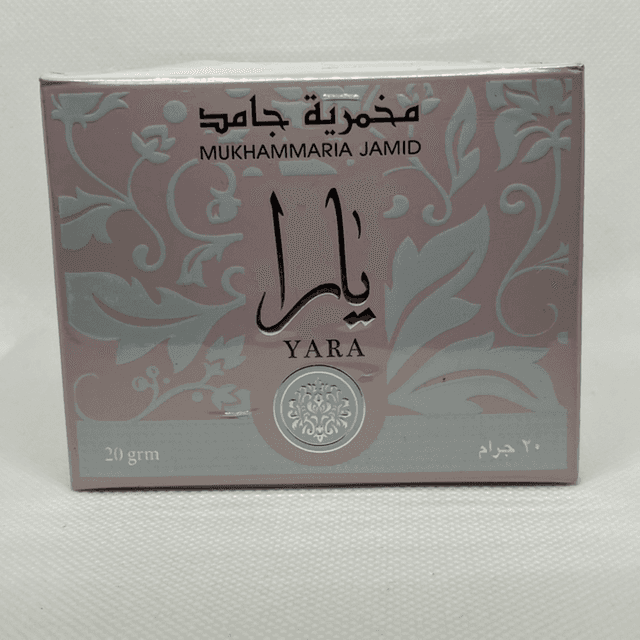 مخمرية جامد
MUKHAMMARIA JAMID
يارا
YARA
20 grm
٢٠ جرام